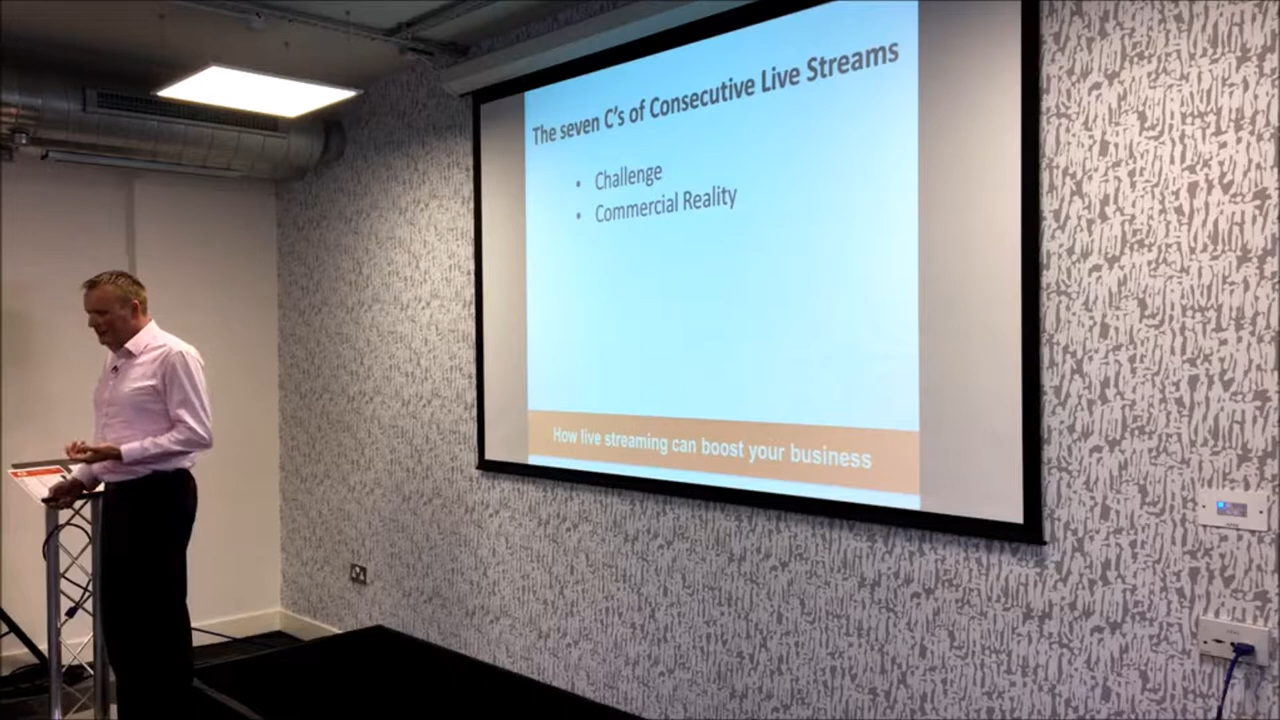 The seven C's of Consecutive Live Streams
• Challenge
• Commercial Reality
How live streaming can boost your business